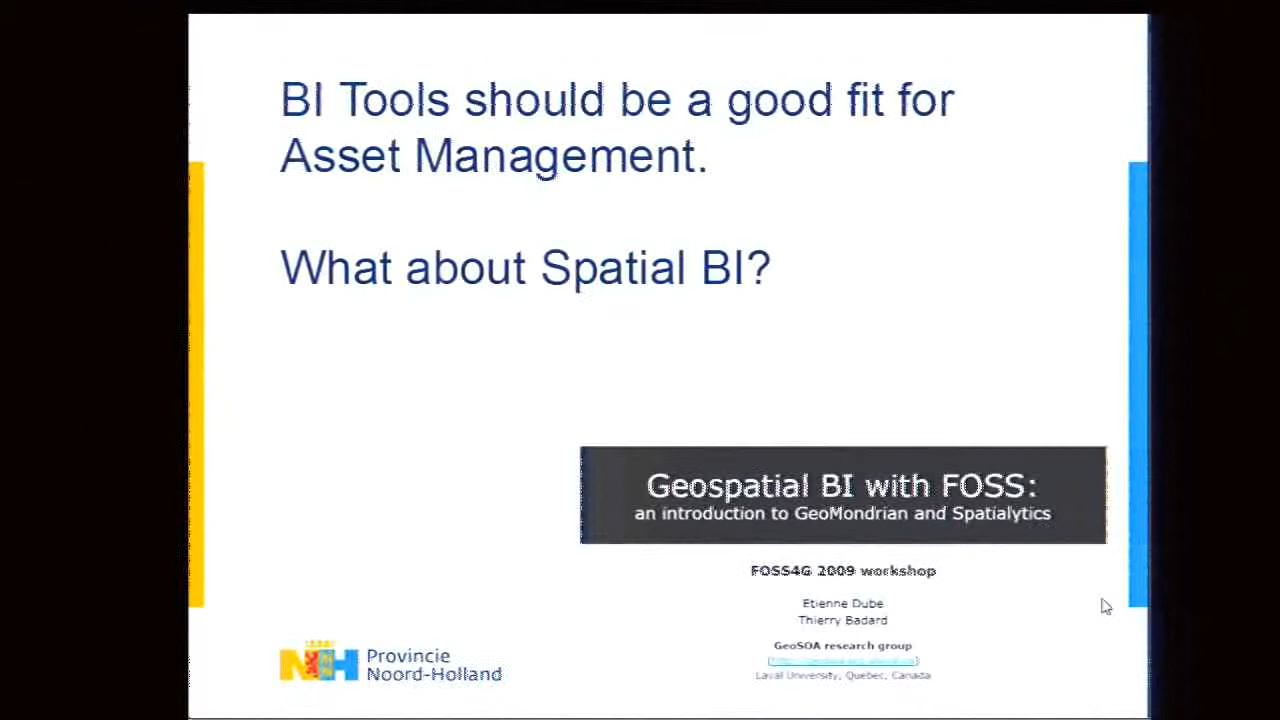 BI Tools should be a good fit for
Asset Management.
What about Spatial BI?
Geospatial BI with FOSS:
an introduction to GeoMondrian and Spatialytics
FOSS4G 2009 workshop
Etienne Dube
Thierry Badard
GeoSOA research group
Laval University, Quebec, Canada
Provincie
Noord-Holland